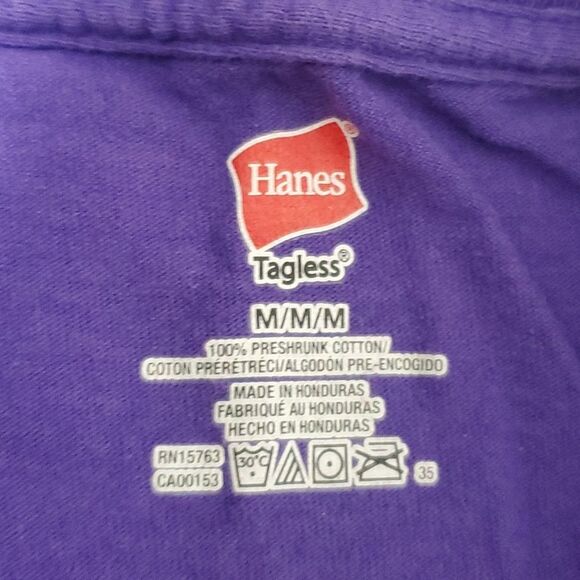 Hanes®
Tagless®
M/M/M
100% PRESHRUNK COTTON/
COTON PRÉRÉTRÉCI/ALGODÓN PRE-ENCOGIDO
MADE IN HONDURAS
FABRIQUÉ AU HONDURAS
HECHO EN HONDURAS
RN15763
CA00153
30°C
35